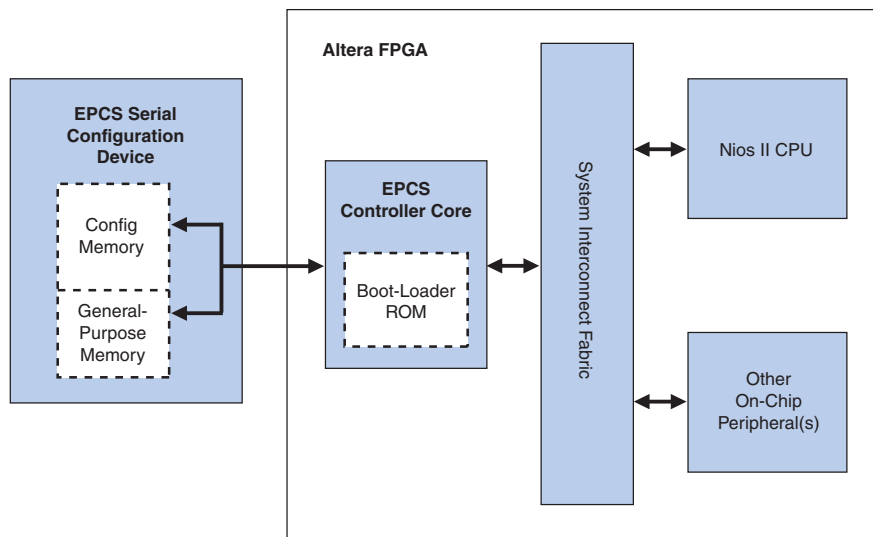 Altera FPGA
EPCS Serial
Configuration
Device
Config
Memory
General-
Purpose
Memory
EPCS
Controller Core
Boot-Loader
ROM
System Interconnect Fabric
Nios II CPU
Other
On-Chip
Peripheral(s)